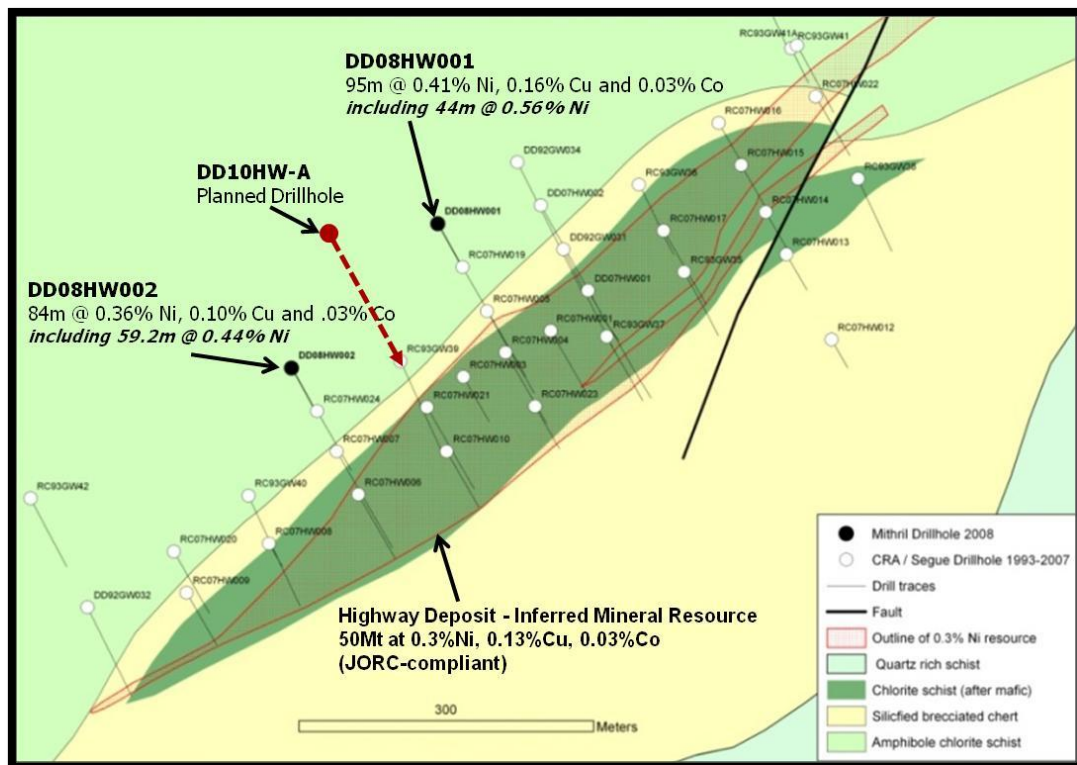 DD08HW001
95m @ 0.41% Ni, 0.16% Cu and 0.03% Co
including 44m @ 0.56% Ni
DD10HW-A
Planned Drillhole
DD08HW002
84m @ 0.36% Ni, 0.10% Cu and .03% Co
including 59.2m @ 0.44% Ni
RC93GW41A
RC93GW41
RC07HW022
RC07HW016
DD92GW034
RC07HW015
RC93GW38
RC93GW36
DD07HW002
DD08HW001
RC07HW014
RC07HW017
DD92GW031
RC07HW013
RC07HW019
RC93GW35
DD07HW001
RC07HW005
RC07HW001
RC93GW37
RC07HW012
RC07HW004
RC93GW39
DD08HW002
RC07HW003
RC07HW021
RC07HW023
RC07HW024
RC07HW007
RC07HW010
RC93GW42
RC93GW40
RC07HW006
RC07HW020
RC07HW008
RC07HW009
DD92GW032
Highway Deposit - Inferred Mineral Resource
50Mt at 0.3%Ni, 0.13%Cu, 0.03%Co
(JORC-compliant)
300
Meters
Mithril Drillhole 2008
CRA / Segue Drillhole 1993-2007
Drill traces
Fault
Outline of 0.3% Ni resource
Quartz rich schist
Chlorite schist (after mafic)
Silicfied brecciated chert
Amphibole chlorite schist